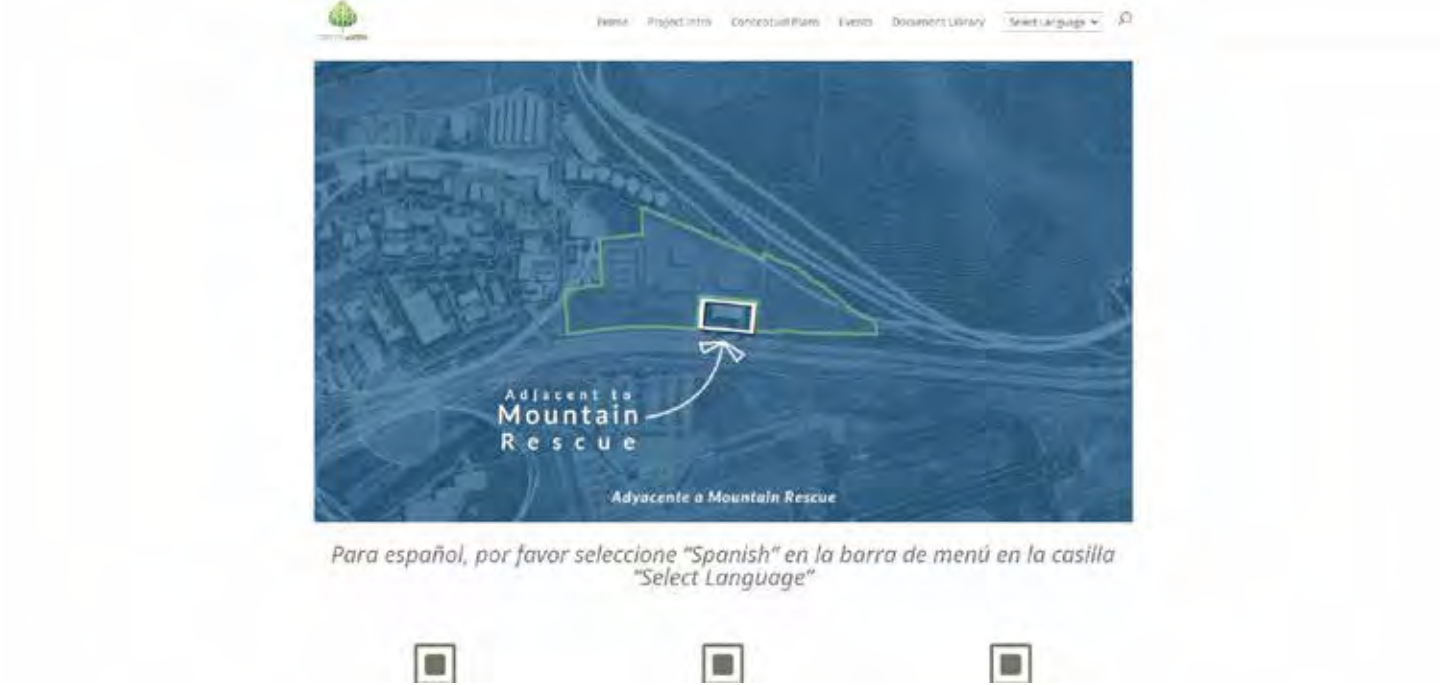 Home Project Intro Conceptual Plans Events Document Library Select Language
Adjacent to
Mountain
Rescue
Adyacente a Mountain Rescue
Para español, por favor seleccione "Spanish" en la barra de menú en la casilla
"Select Language"